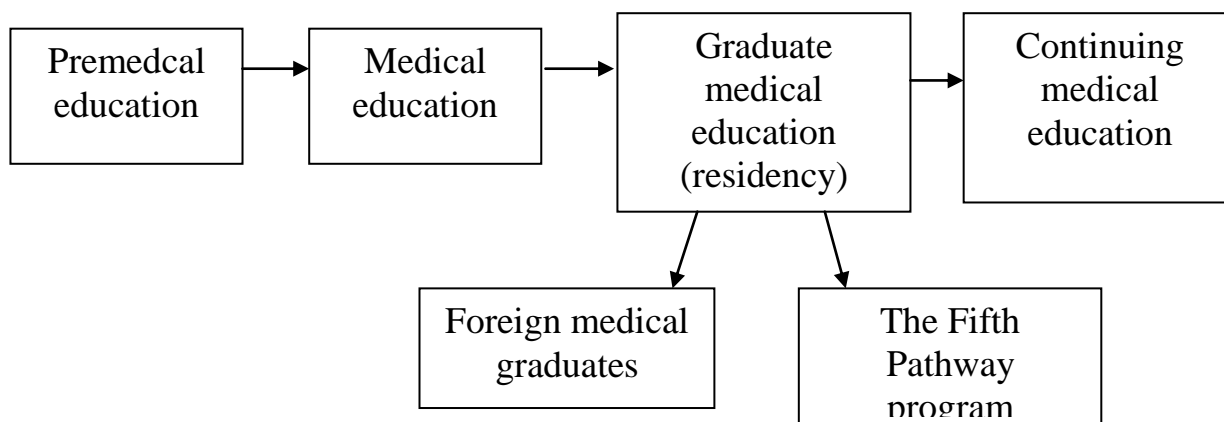 Premedcal
education
Medical
education
Graduate
medical
education
(residency)
Continuing
medical
education
Foreign medical
graduates
The Fifth
Pathway
program